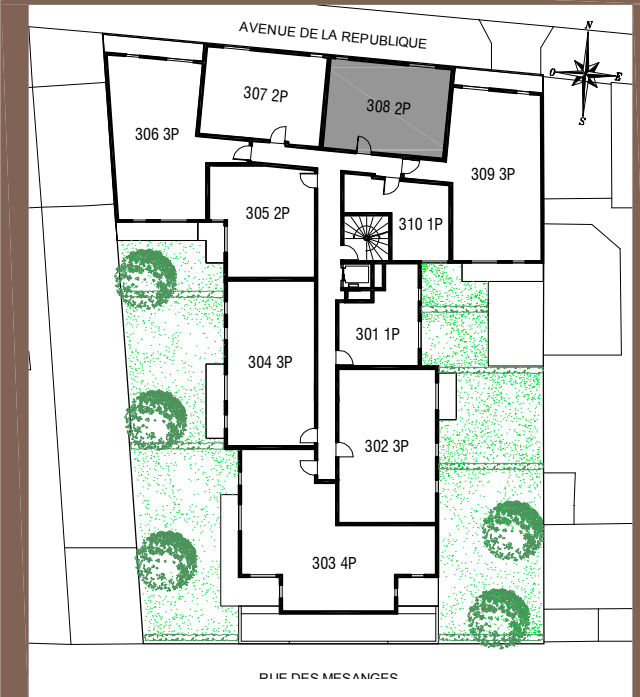 AVENUE DE LA REPUBLIQUE
N
O
E
S
307 2P
308 2P
306 3P
309 3P
305 2P
310 1P
301 1P
304 3P
302 3P
303 4P
RUE DES MESANGES